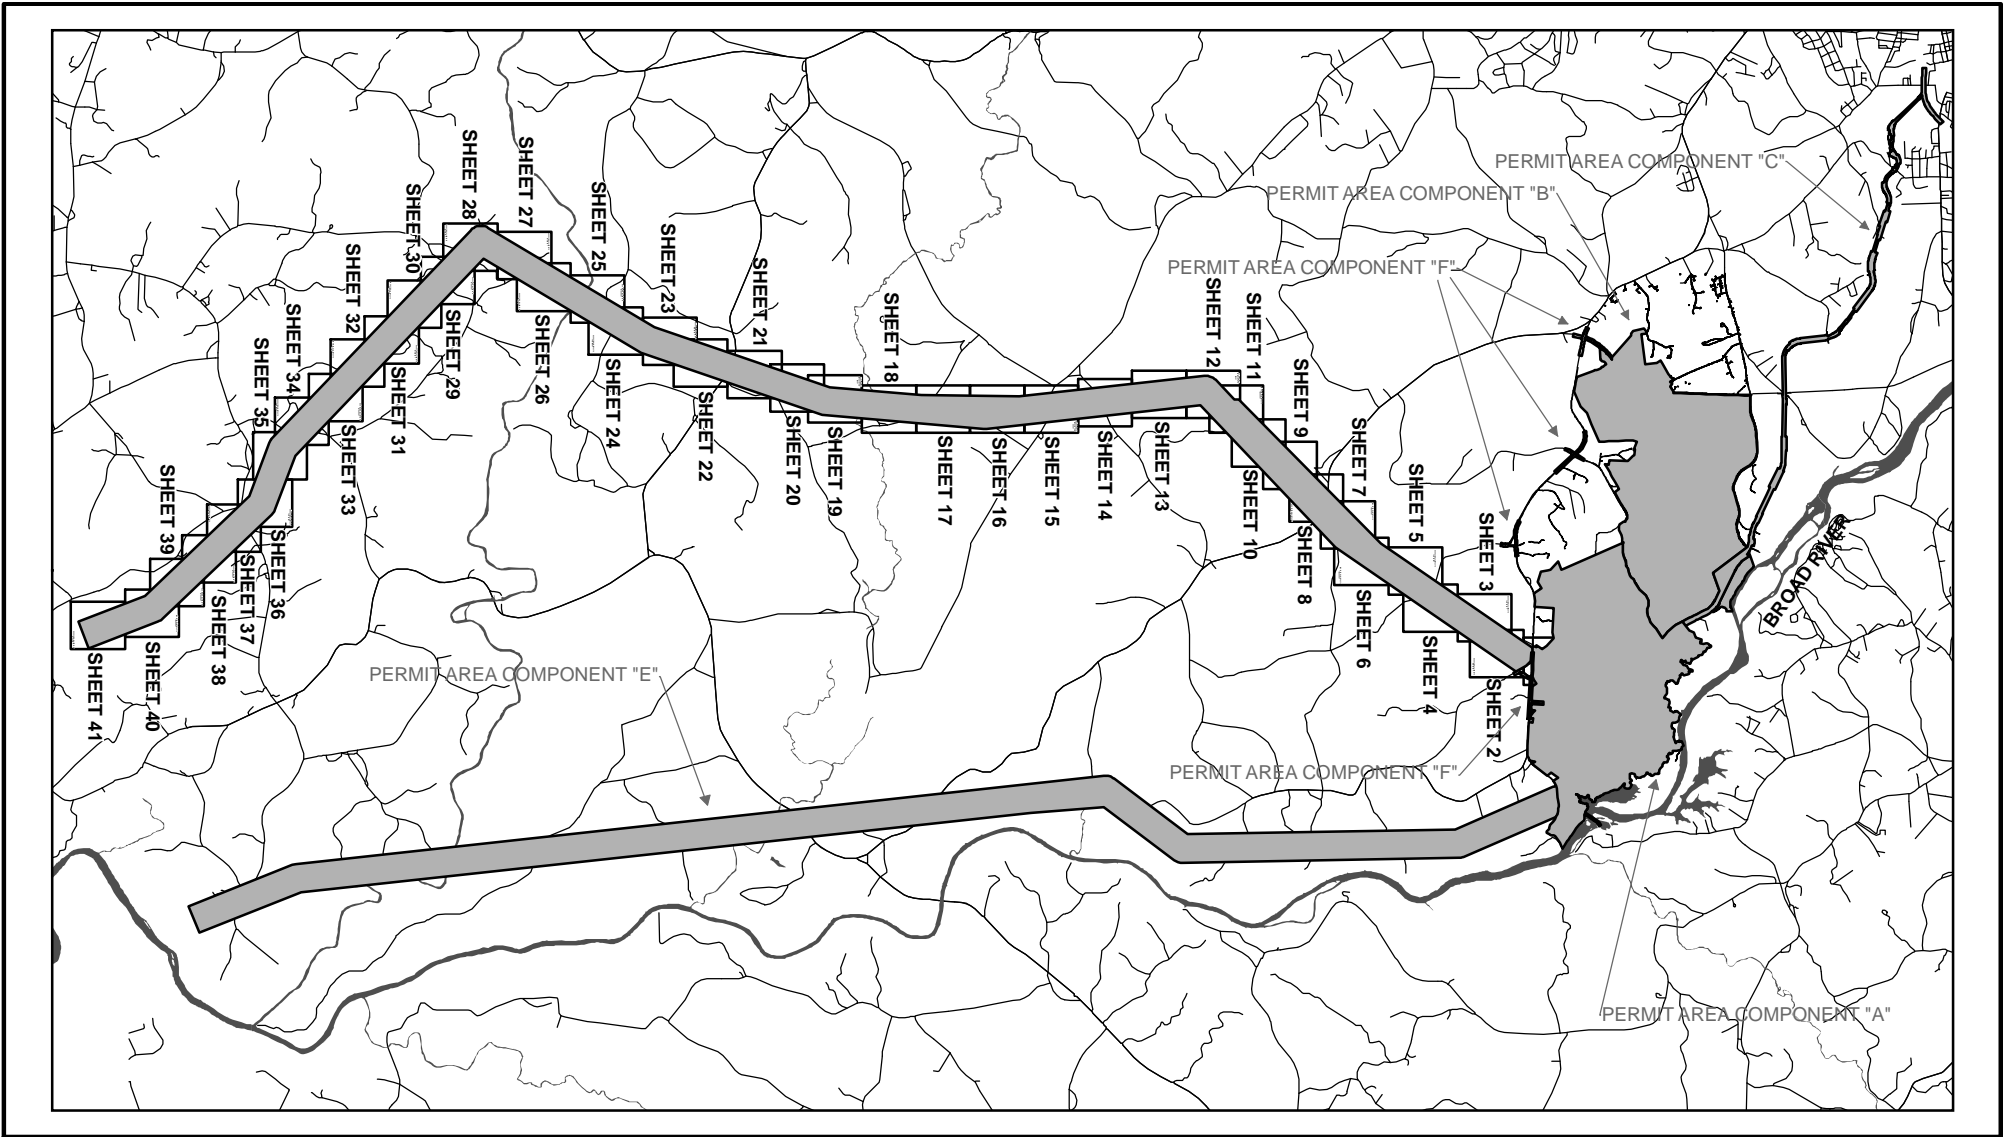 PERMIT AREA COMPONENT "C"
PERMIT AREA COMPONENT "B"
PERMIT AREA COMPONENT "F"
SHEET 28
SHEET 27
SHEET 25
SHEET 30
SHEET 23
SHEET 32
SHEET 21
SHEET 34
SHEET 18
SHEET 12
SHEET 11
SHEET 35
SHEET 29
SHEET 26
SHEET 9
SHEET 31
SHEET 24
SHEET 22
SHEET 7
SHEET 33
SHEET 20
SHEET 19
SHEET 17
SHEET 16
SHEET 15
SHEET 14
SHEET 13
SHEET 10
SHEET 5
SHEET 39
SHEET 8
SHEET 3
SHEET 36
SHEET 37
SHEET 38
SHEET 6
SHEET 4
SHEET 2
SHEET 40
SHEET 41
BROAD RIVER
PERMIT AREA COMPONENT "E"
PERMIT AREA COMPONENT "F"
PERMIT AREA COMPONENT "A"